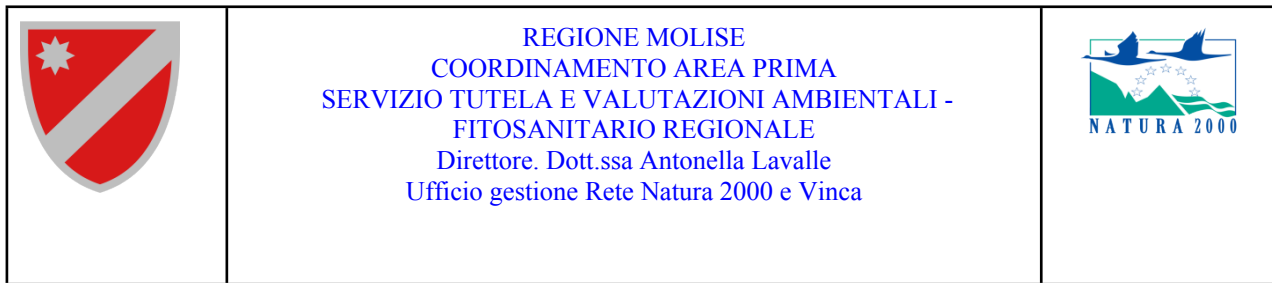 REGIONE MOLISE
COORDINAMENTO AREA PRIMA
SERVIZIO TUTELA E VALUTAZIONI AMBIENTALI -
FITOSANITARIO REGIONALE
Direttore. Dott.ssa Antonella Lavalle
Ufficio gestione Rete Natura 2000 e Vinca
NATURA 2000